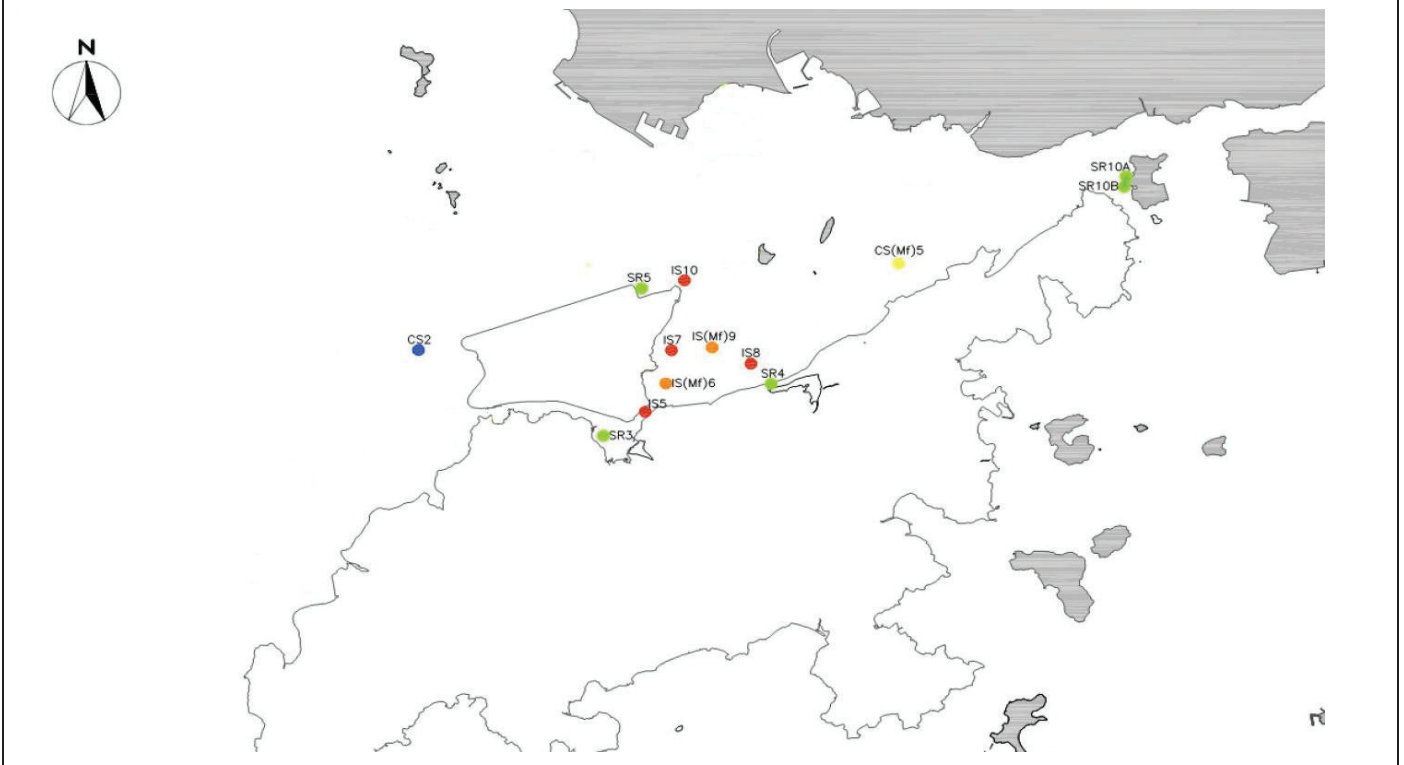 N
SR10A
SR10B
CS(Mf)5
IS10
SR5
CS2
IS7
IS(Mf)9
IS8
SR4
IS(Mf)6
IS5
SR3